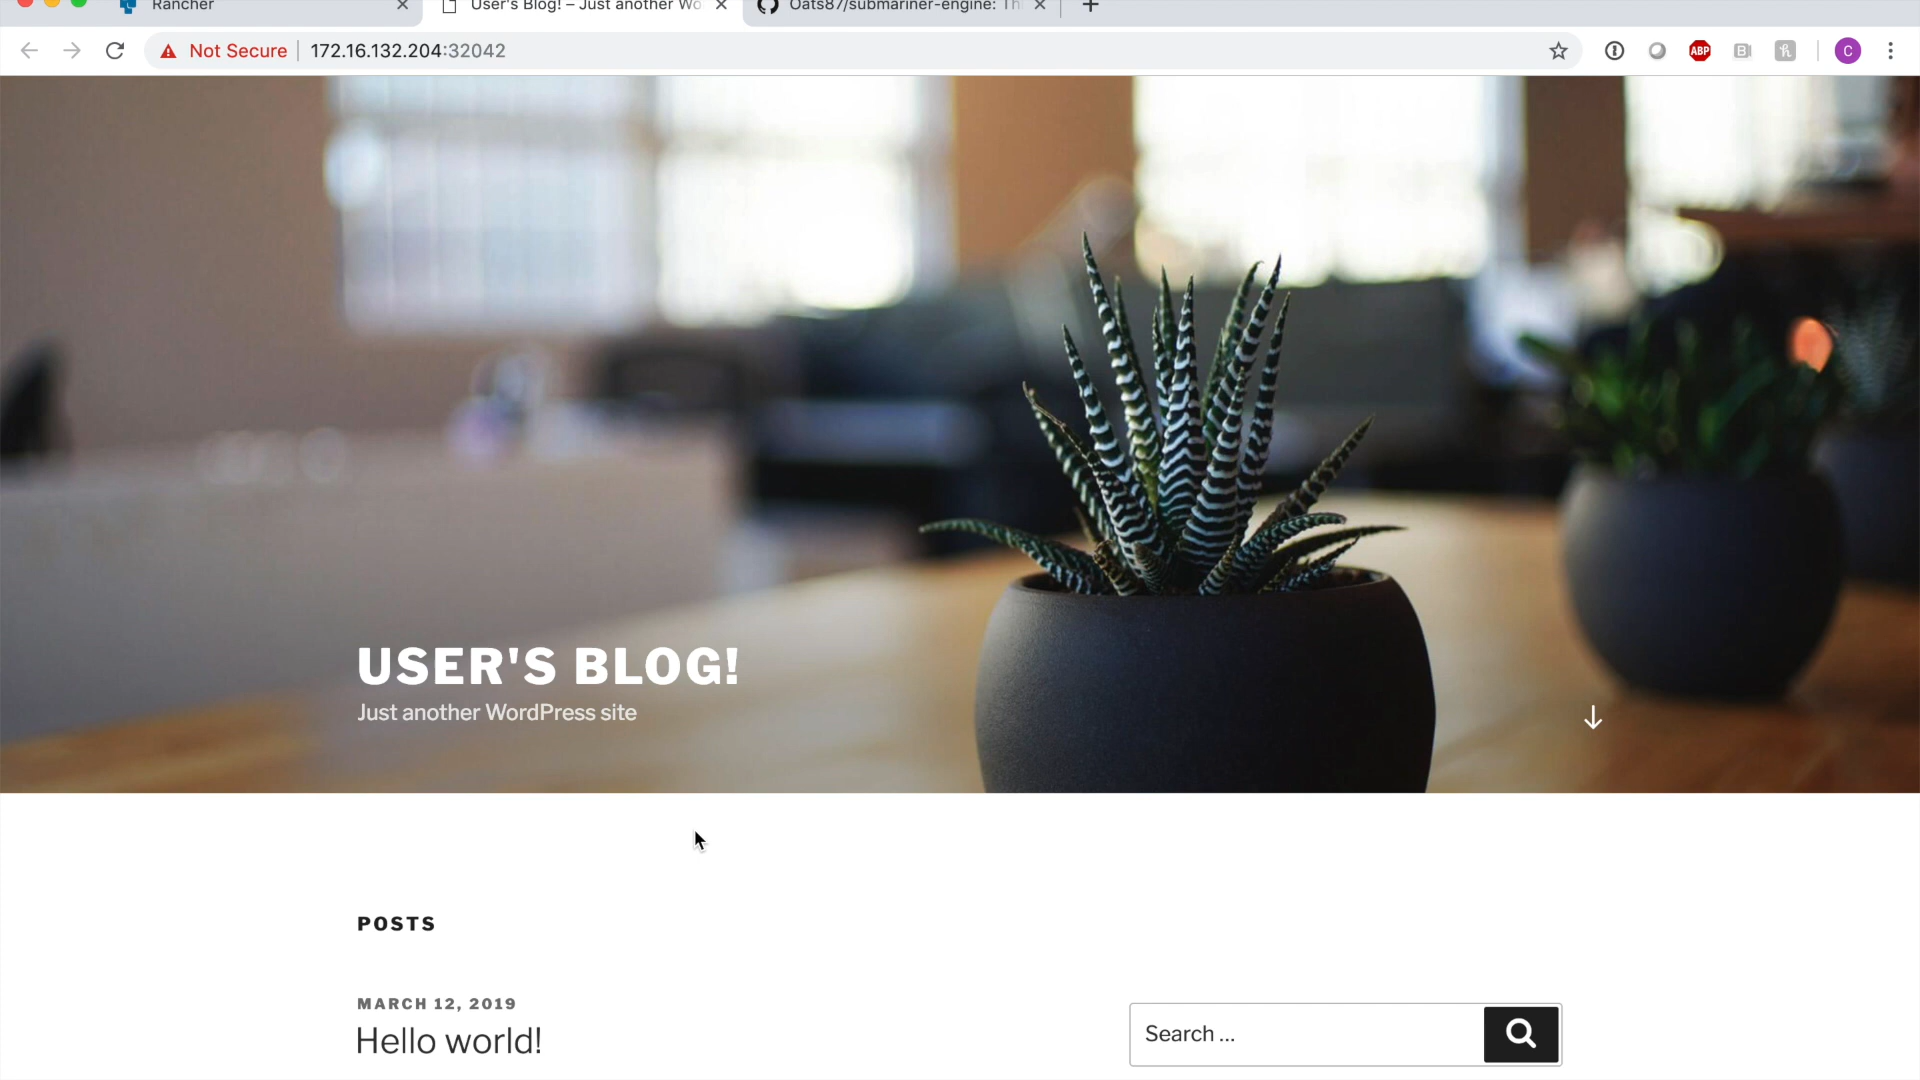 Rancher
User's Blog! – Just another Wo
Oats87/submariner-engine: Th
Not Secure
172.16.132.204:32042
ABP
B
C
USER'S BLOG!
Just another WordPress site
POSTS
MARCH 12, 2019
Hello world!
Search ...